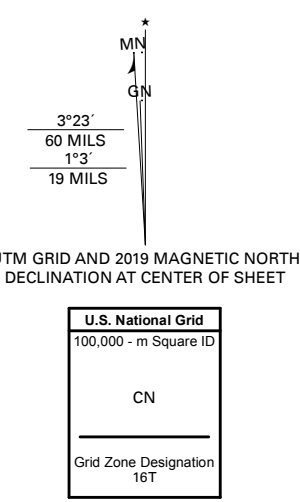 ★
MN
GN
3°23´
60 MILS
1°3´
19 MILS
UTM GRID AND 2019 MAGNETIC NORTH
DECLINATION AT CENTER OF SHEET
U.S. National Grid
100,000 - m Square ID
CN
Grid Zone Designation
16T